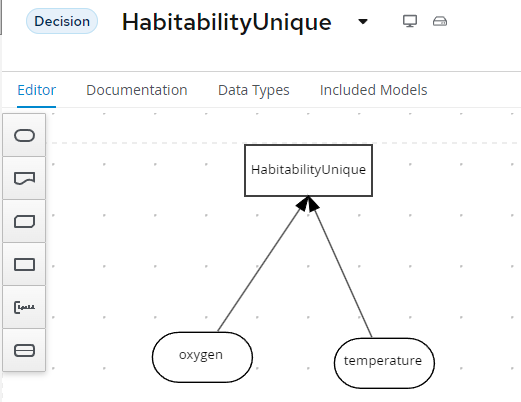 Decision HabitabilityUnique
Editor Documentation Data Types Included Models
HabitabilityUnique
oxygen
temperature